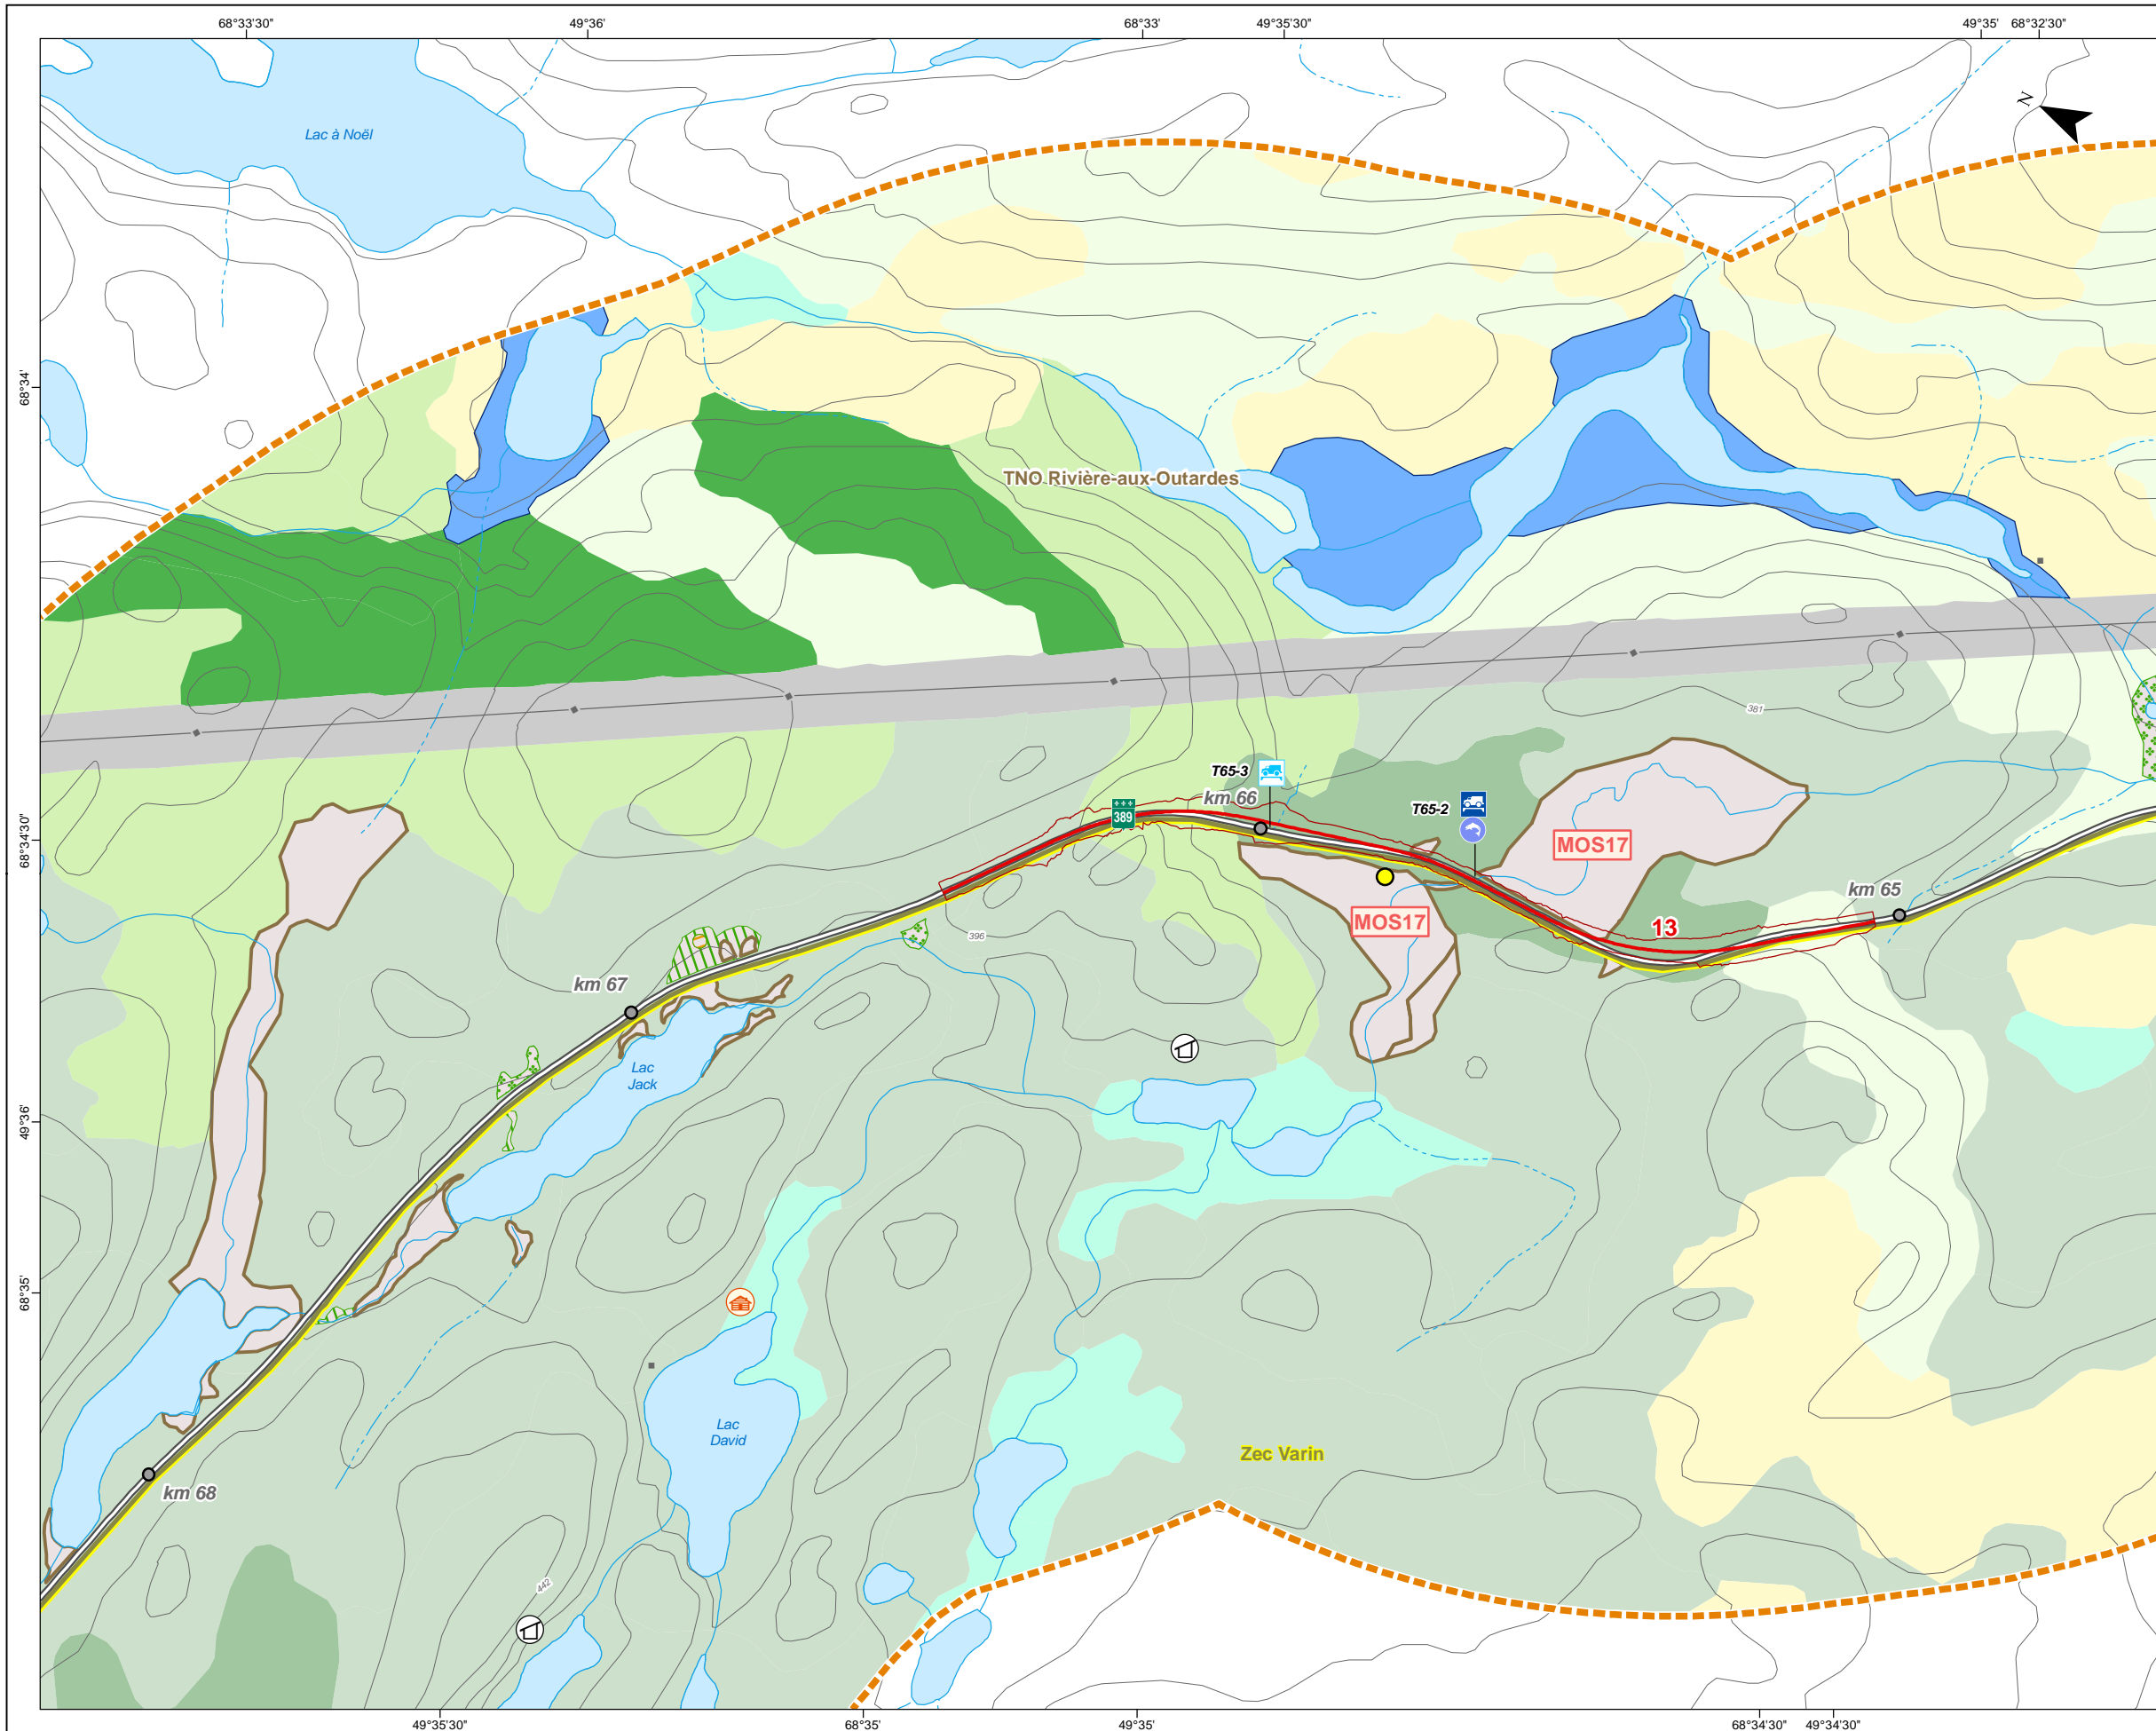 68°33'30"
49°36'
68°33'
49°35'30"
49°35'
68°32'30"
N
Lac à Noël
68°34'
TNO Rivière-aux-Outardes
381
T65-3
km 66
389
T65-2
MOS17
68°34'30"
km 65
MOS17
13
396
km 67
Lac
Jack
49°36'
68°35'
Lac
David
Zec Varin
km 68
442
49°35'30"
68°35'
49°35'
68°34'30"
49°34'30"